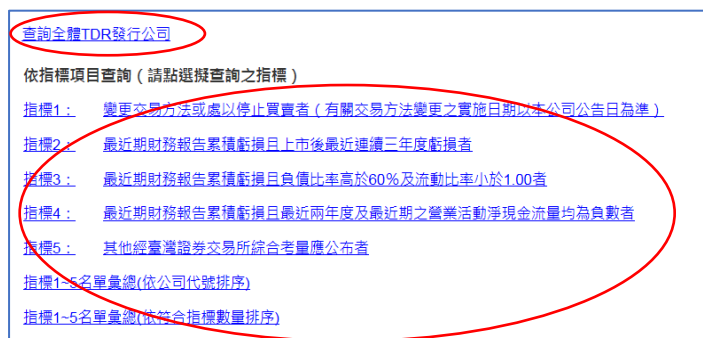 查詢全體TDR發行公司
依指標項目查詢（請點選擬查詢之指標）
指標1： 變更交易方法或處以停止買賣者（有關交易方法變更之實施日期以本公司公告日為準）
指標2： 最近期財務報告累積虧損且上市後最近連續三年度虧損者
指標3： 最近期財務報告累積虧損且負債比率高於60%及流動比率小於1.00者
指標4： 最近期財務報告累積虧損且最近兩年度及最近期之營業活動淨現金流量均為負數者
指標5： 其他經臺灣證券交易所綜合考量應公布者
指標1~5名單彙總(依公司代號排序)
指標1~5名單彙總(依符合指標數量排序)